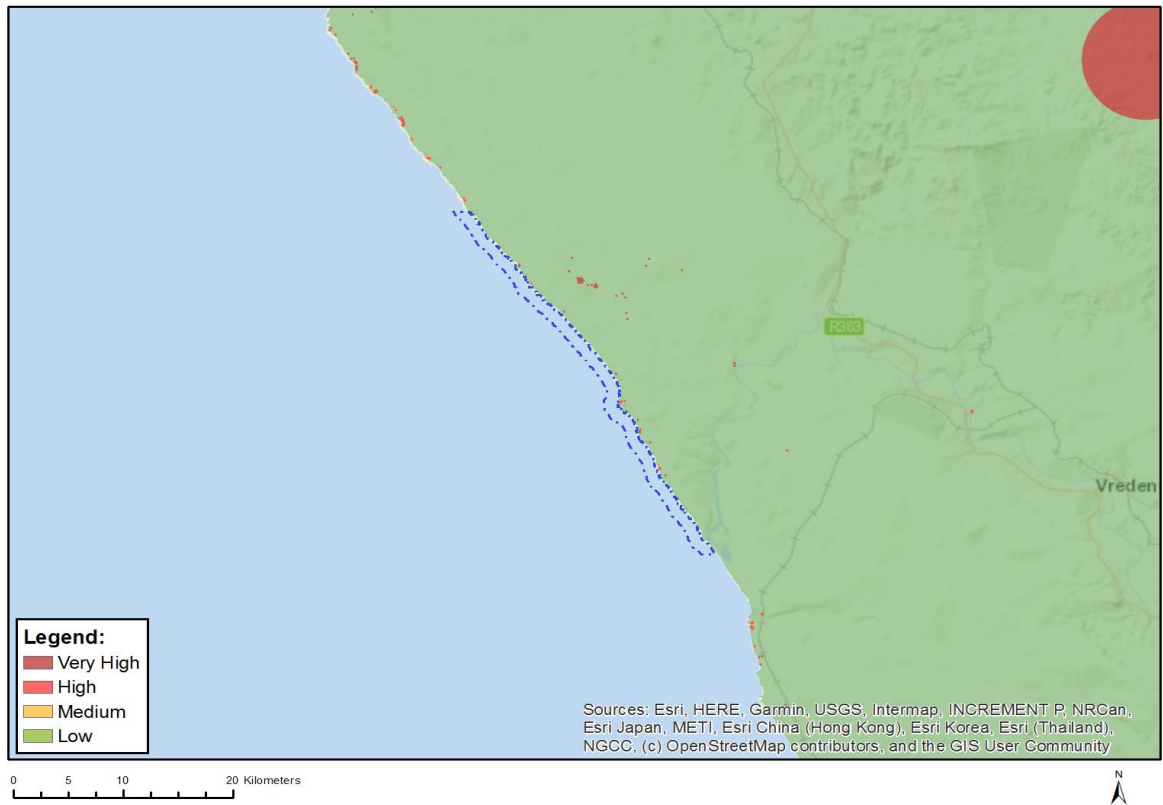 R363
Vreden
Legend:
Very High
High
Medium
Low
Sources: Esri, HERE, Garmin, USGS, Intermap, INCREMENT P, NRCan,
Esri Japan, METI, Esri China (Hong Kong), Esri Korea, Esri (Thailand),
NGCC, (c) OpenStreetMap contributors, and the GIS User Community
0 5 10 20 Kilometers
N